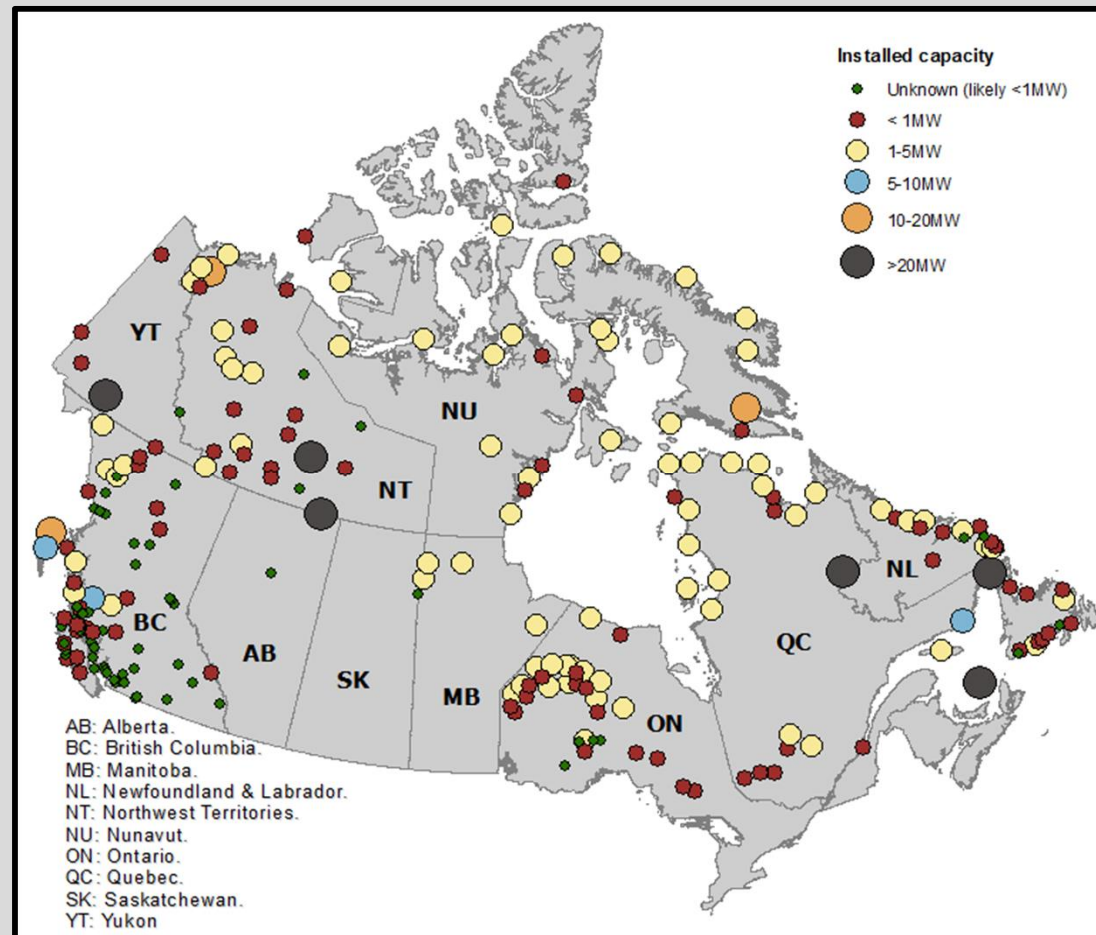 Installed capacity
Unknown (likely <1MW)
< 1MW
1-5MW
5-10MW
10-20MW
>20MW
YT
NU
NT
NL
BC
AB
SK
MB
ON
QC
AB: Alberta.
BC: British Columbia.
MB: Manitoba.
NL: Newfoundland & Labrador.
NT: Northwest Territories.
NU: Nunavut.
ON: Ontario.
QC: Quebec.
SK: Saskatchewan.
YT: Yukon